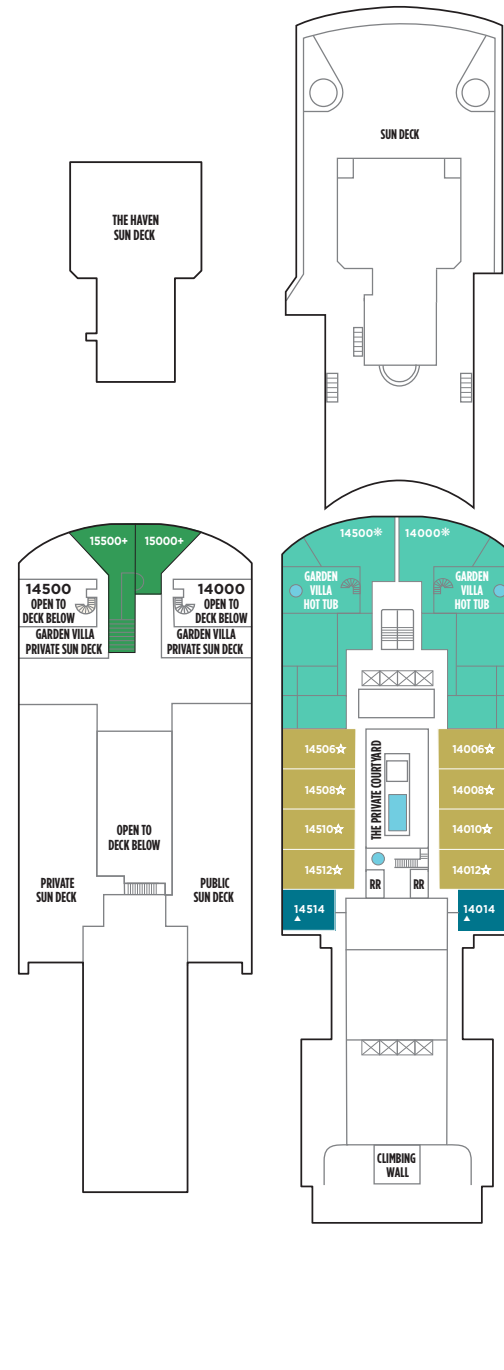 THE HAVEN
SUN DECK
SUN DECK
15500+
15000+
14500
OPEN TO
DECK BELOW
GARDEN VILLA
PRIVATE SUN DECK
14000
OPEN TO
DECK BELOW
GARDEN VILLA
PRIVATE SUN DECK
OPEN TO
DECK BELOW
PRIVATE
SUN DECK
PUBLIC
SUN DECK
14500❋
14000❋
GARDEN
VILLA
HOT TUB
GARDEN
VILLA
HOT TUB
14506☆
14508☆
14510☆
14512☆
THE PRIVATE COURTYARD
14006☆
14008☆
14010☆
14012☆
RR
RR
14514
▲
14014
▲
CLIMBING
WALL